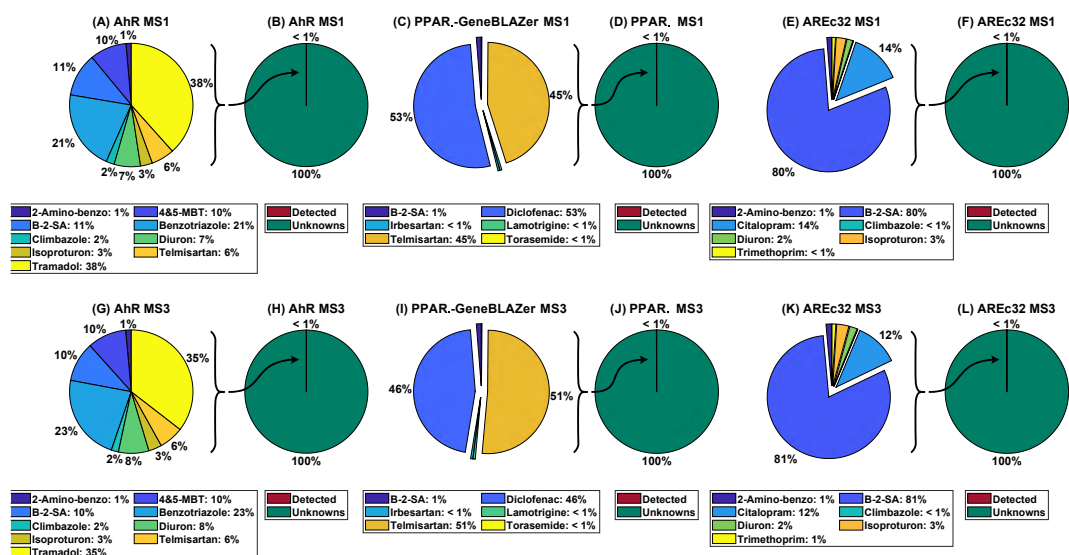 (A) AhR MS1
1%
10%
11%
38%
21%
2%
7%
3%
6%
2-Amino-benzo: 1%
4&5-MBT: 10%
B-2-SA: 11%
Benzotriazole: 21%
Climbazole: 2%
Diuron: 7%
Isoproturon: 3%
Telmisartan: 6%
Tramadol: 38%
(B) AhR MS1
< 1%
100%
Detected
Unknowns
(C) PPAR.-GeneBLAZer MS1
53%
45%
B-2-SA: 1%
Diclofenac: 53%
Irbesartan: < 1%
Lamotrigine: < 1%
Telmisartan: 45%
Torasemide: < 1%
(D) PPAR. MS1
< 1%
100%
Detected
Unknowns
(E) AREc32 MS1
14%
80%
2-Amino-benzo: 1%
B-2-SA: 80%
Citalopram: 14%
Climbazole: < 1%
Diuron: 2%
Isoproturon: 3%
Trimethoprim: < 1%
(F) AREc32 MS1
< 1%
100%
Detected
Unknowns
(G) AhR MS3
1%
10%
10%
35%
23%
2%
8%
3%
6%
2-Amino-benzo: 1%
4&5-MBT: 10%
B-2-SA: 10%
Benzotriazole: 23%
Climbazole: 2%
Diuron: 8%
Isoproturon: 3%
Telmisartan: 6%
Tramadol: 35%
(H) AhR MS3
< 1%
100%
Detected
Unknowns
(I) PPAR.-GeneBLAZer MS3
46%
51%
B-2-SA: 1%
Diclofenac: 46%
Irbesartan: < 1%
Lamotrigine: < 1%
Telmisartan: 51%
Torasemide: < 1%
(J) PPAR. MS3
< 1%
100%
Detected
Unknowns
(K) AREc32 MS3
12%
81%
2-Amino-benzo: 1%
B-2-SA: 81%
Citalopram: 12%
Climbazole: < 1%
Diuron: 2%
Isoproturon: 3%
Trimethoprim: 1%
(L) AREc32 MS3
< 1%
100%
Detected
Unknowns